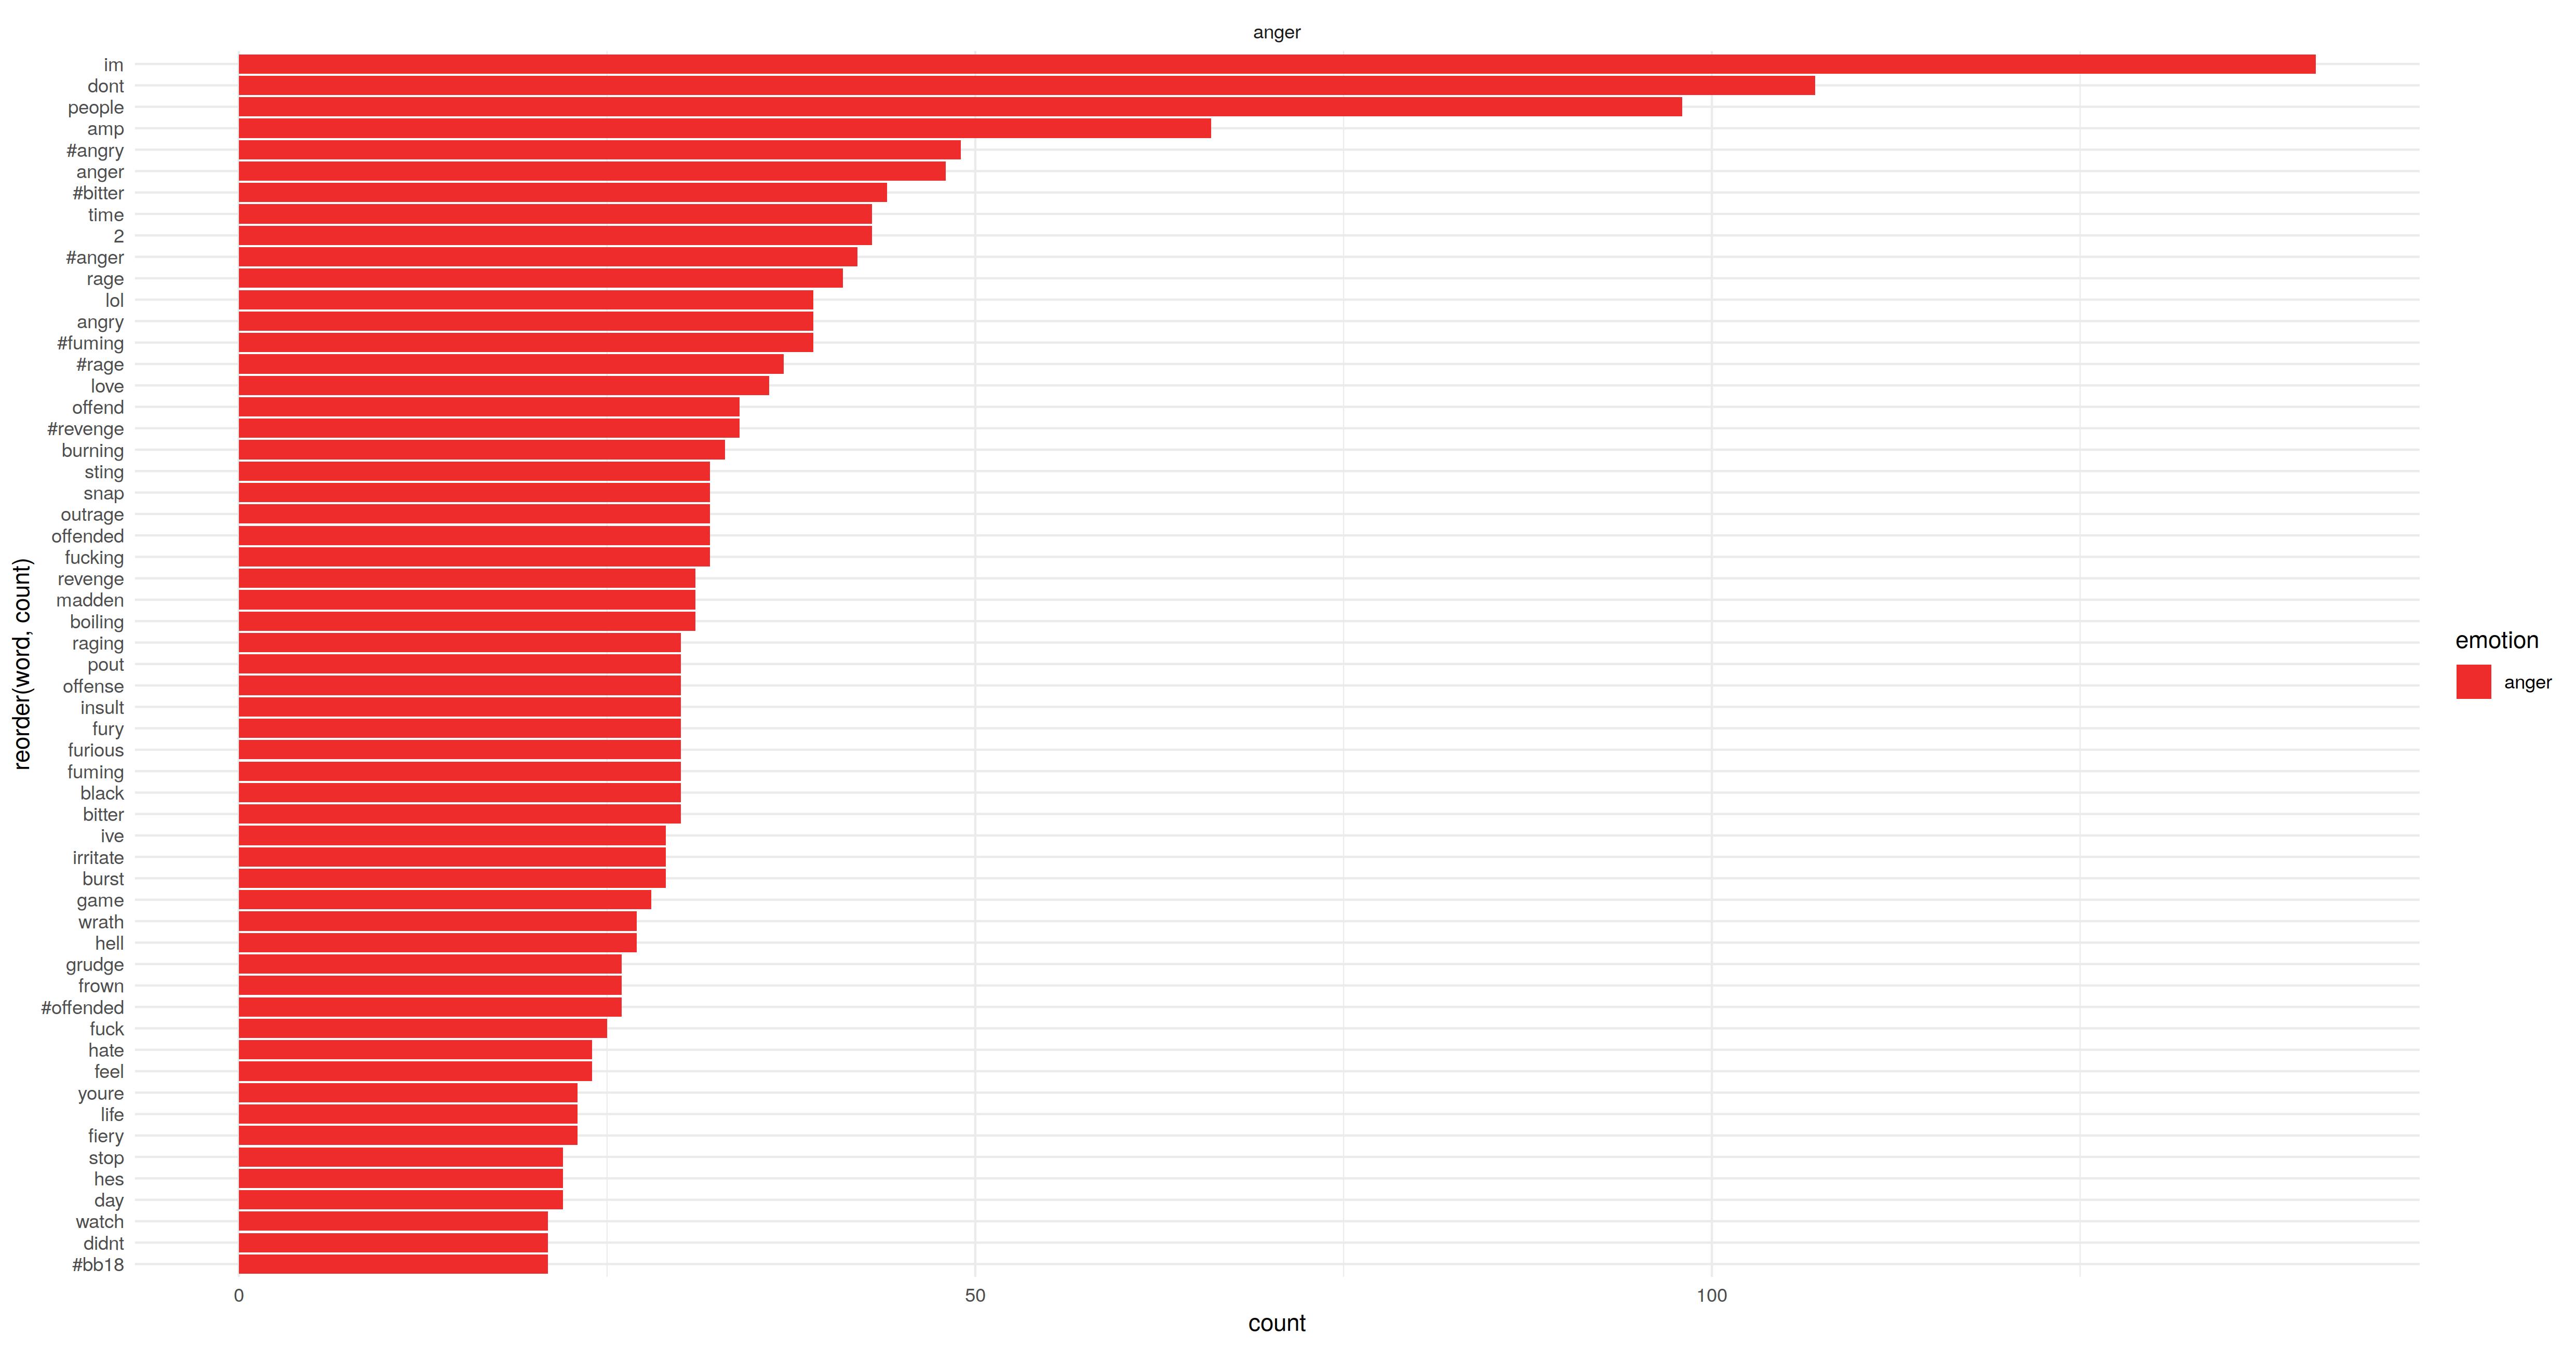 anger
im
dont
people
amp
#angry
anger
#bitter
time
2
#anger
rage
lol
angry
#fuming
#rage
love
offend
#revenge
burning
sting
snap
outrage
offended
fucking
revenge
madden
boiling
raging
pout
offense
insult
fury
furious
fuming
black
bitter
ive
irritate
burst
game
wrath
hell
grudge
frown
#offended
fuck
hate
feel
youre
life
fiery
stop
hes
day
watch
didnt
#bb18
reorder(word, count)
0 50 100
count
emotion
anger